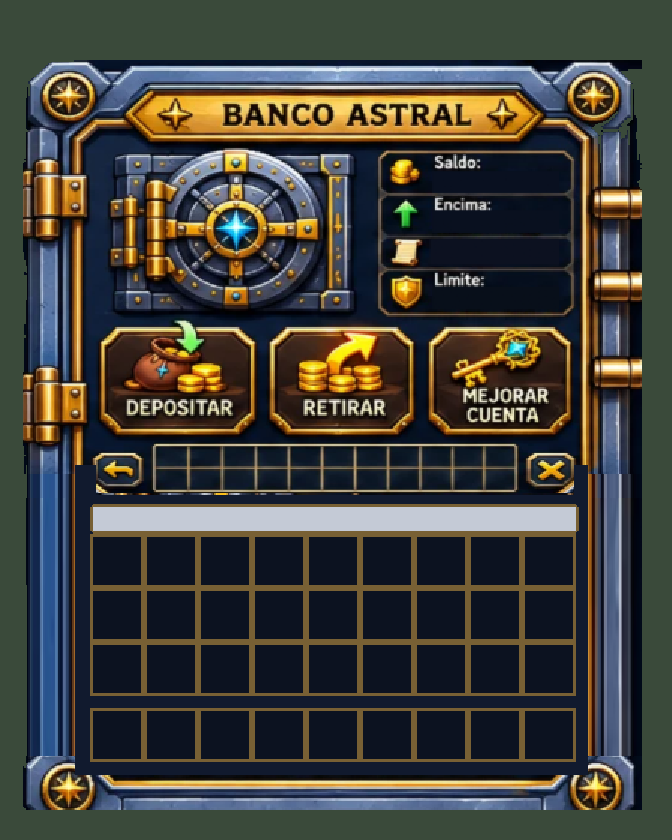 BANCO ASTRAL
Saldo:
Encima:
Limite:
DEPOSITAR
RETIRAR
MEJORAR
CUENTA